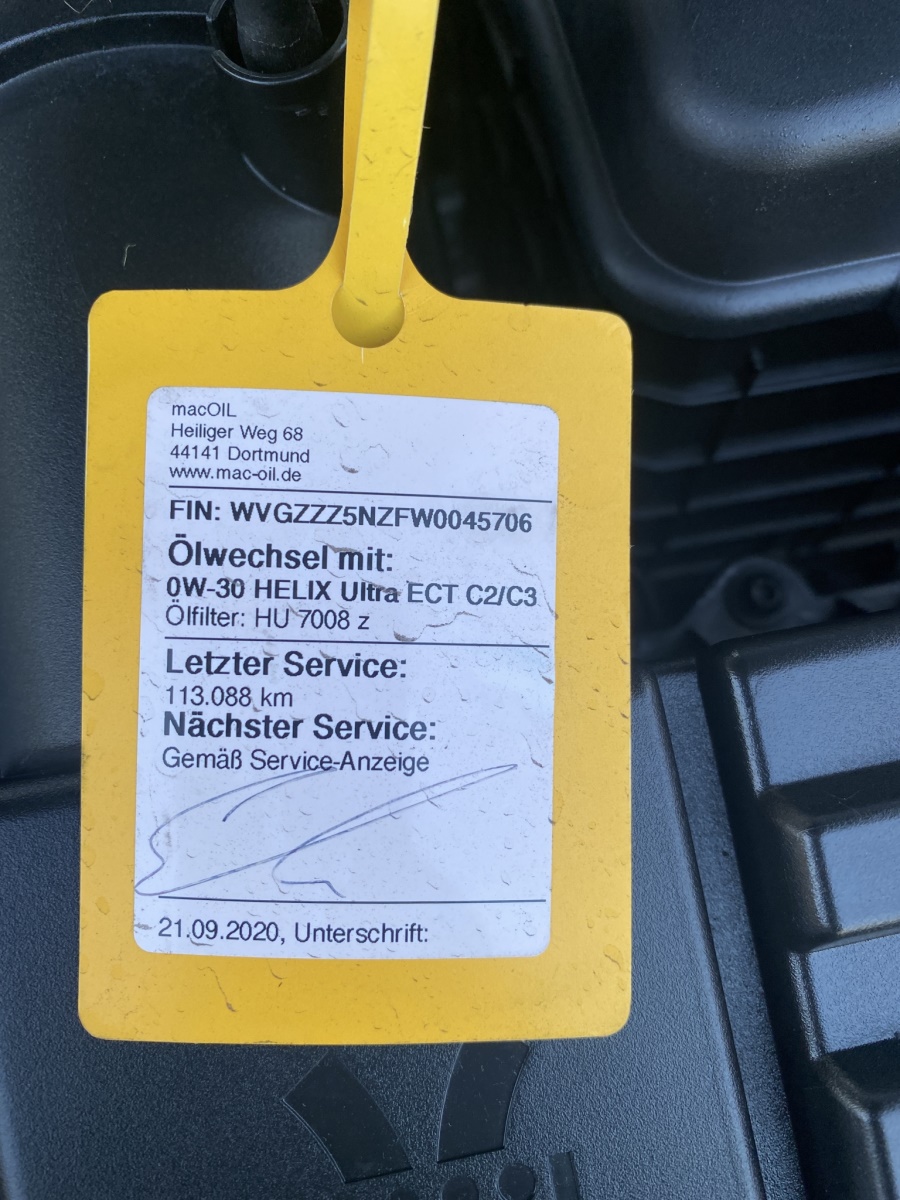 macOIL
Heiliger Weg 68
44141 Dortmund
www.mac-oil.de
FIN: WVGZZZ5NZFW0045706
Ölwechsel mit:
0W-30 HELIX Ultra ECT C2/C3
Ölfilter: HU 7008 z
Letzter Service:
113.088 km
Nächster Service:
Gemäß Service-Anzeige
21.09.2020, Unterschrift: